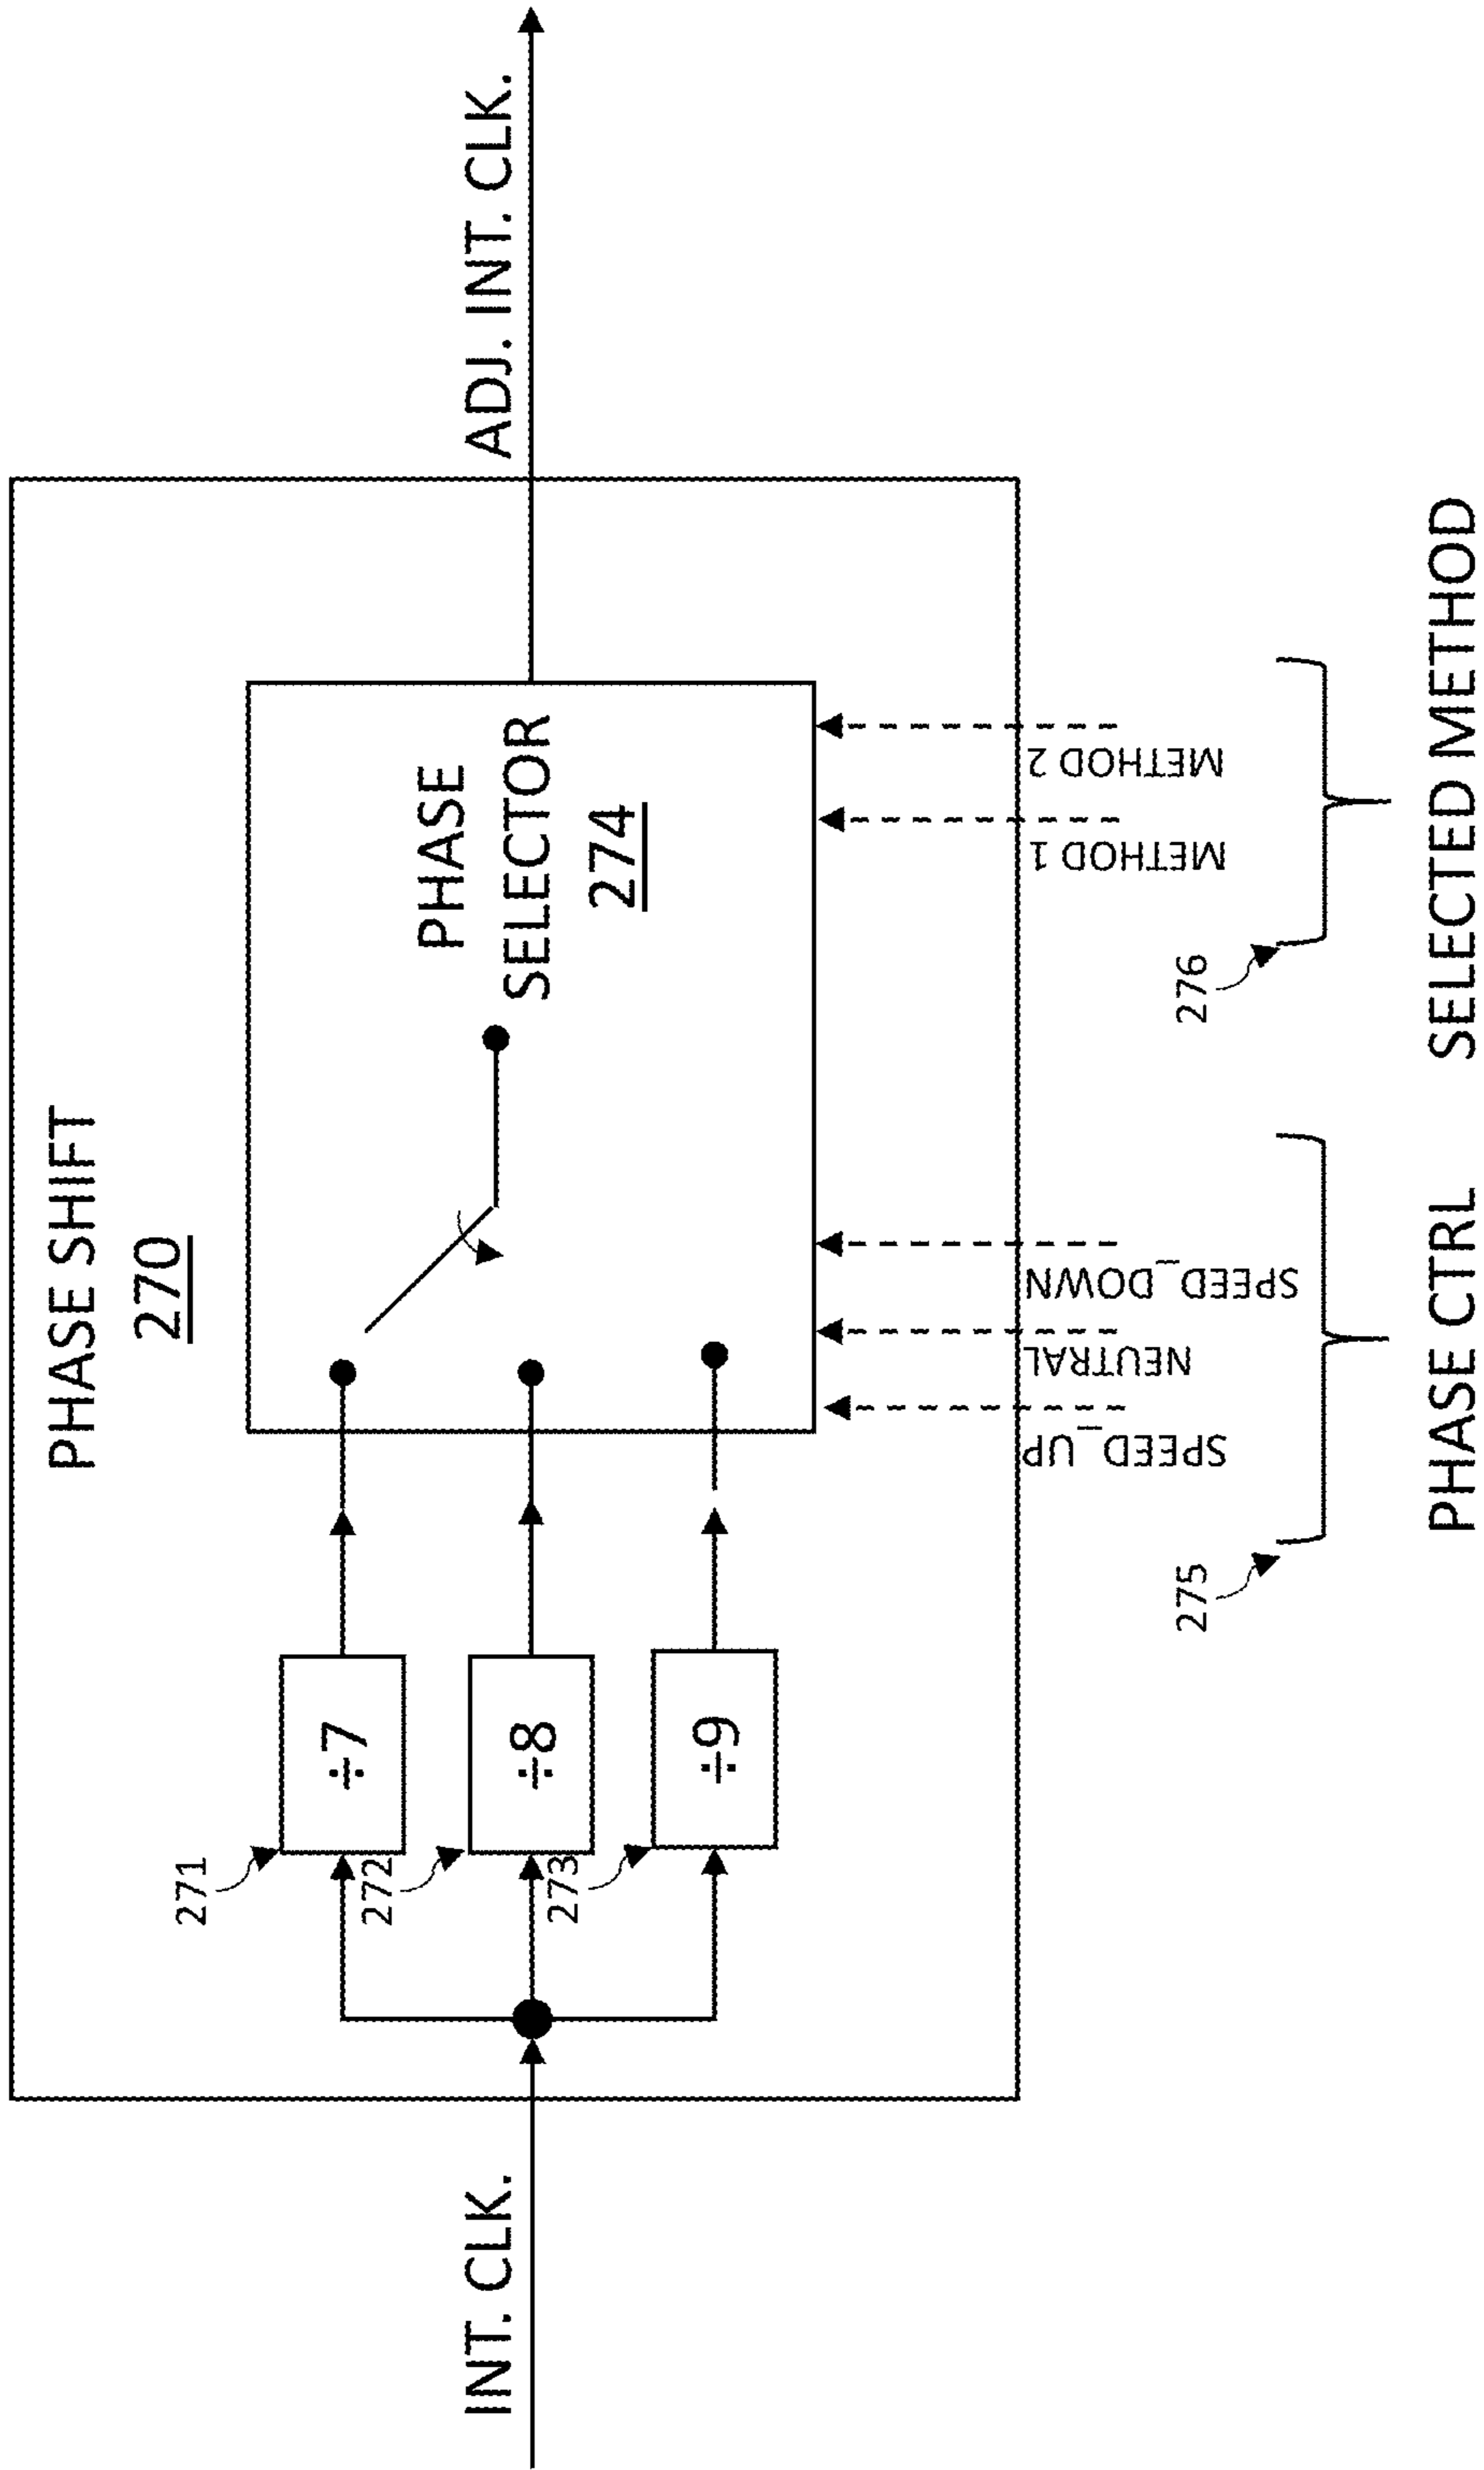 PHASE SHIFT
270
INT. CLK.
271
÷7
272
÷8
273
÷9
PHASE
SELECTOR
274
ADJ. INT. CLK.
SPEED_UP
NEUTRAL
SPEED_DOWN
METHOD 1
METHOD 2
275
276
PHASE CTRL
SELECTED METHOD